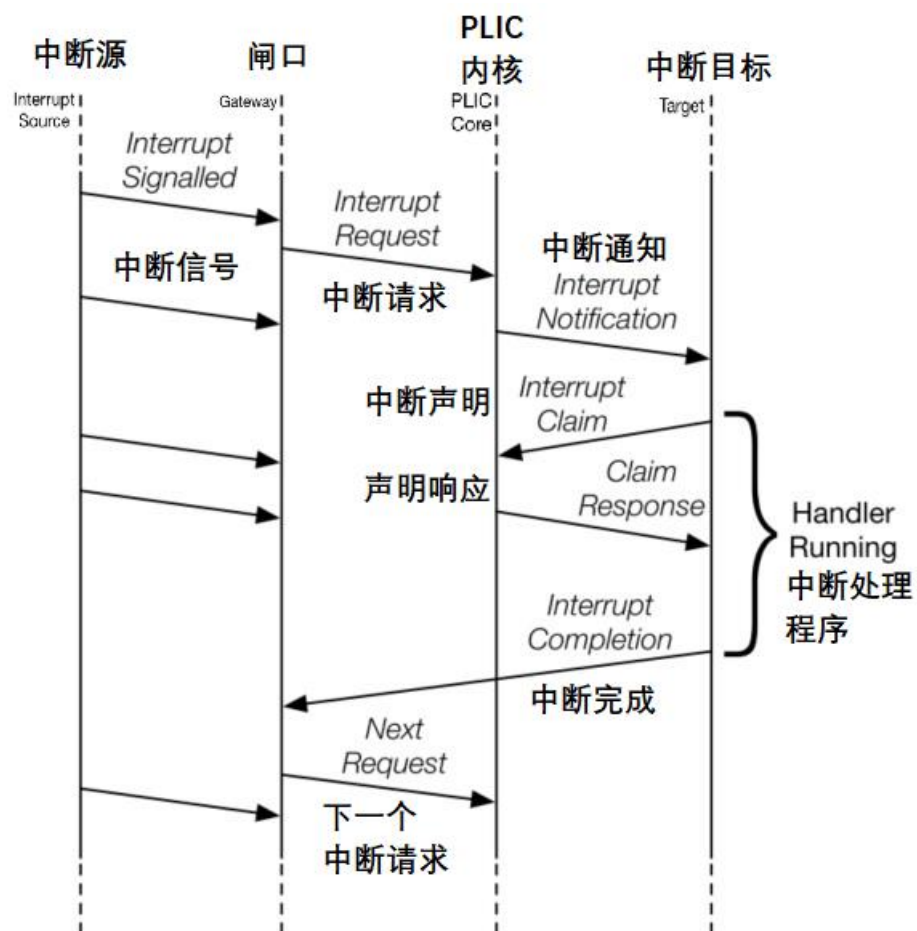 中断源
Interrupt
Source
闸口
Gateway
PLIC
内核
PLIC
Core
中断目标
Target
Interrupt
Signalled
中断信号
Interrupt
Request
中断请求
中断通知
Interrupt
Notification
中断声明
Interrupt
Claim
声明响应
Claim
Response
Handler
Running
中断处理
程序
Interrupt
Completion
中断完成
Next
Request
下一个
中断请求